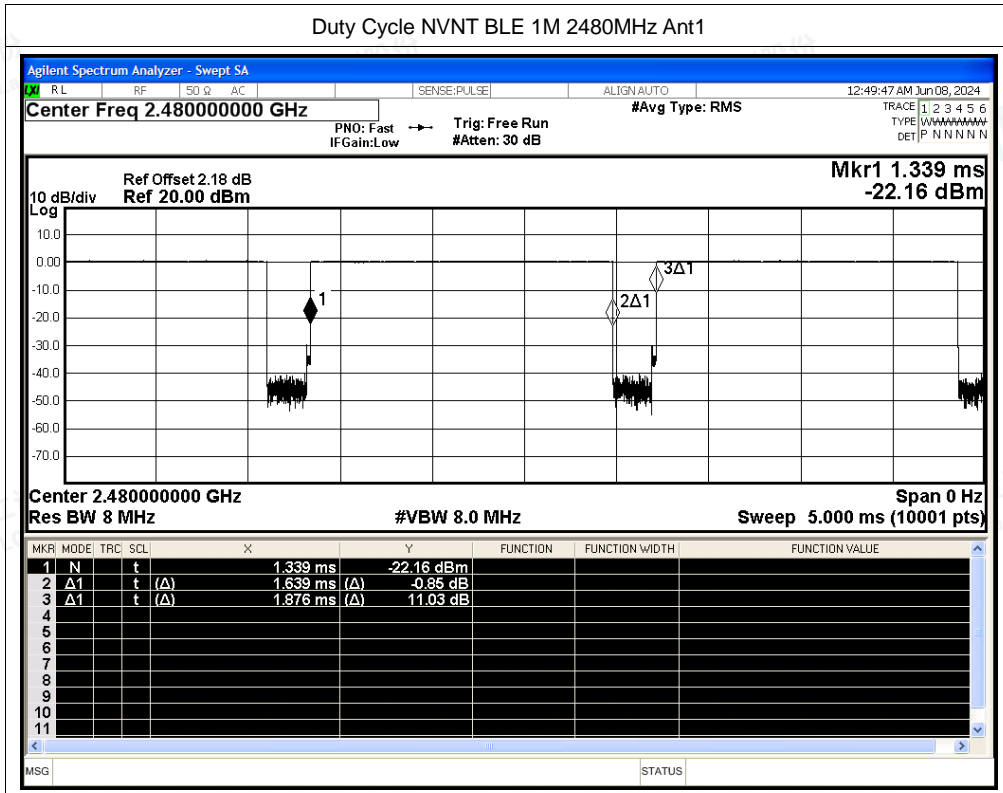 Duty Cycle NVNT BLE 1M 2480MHz Ant1
Agilent Spectrum Analyzer - Swept SA
LXI RL RF 50 Ω AC SENSE:PULSE ALIGN AUTO 12:49:47 AM Jun 08, 2024
Center Freq 2.480000000 GHz #Avg Type: RMS TRACE 1 2 3 4 5 6
PNO: Fast Trig: Free Run TYPE
IFGain:Low #Atten: 30 dB DET P N N N N N
Mkr1 1.339 ms
Ref Offset 2.18 dB
10 dB/div Ref 20.00 dBm -22.16 dBm
Log
10.0
0.00
3Δ1
-10.0
1 2Δ1
-20.0
-30.0
-40.0
-50.0
-60.0
-70.0
Center 2.480000000 GHz Span 0 Hz
Res BW 8 MHz #VBW 8.0 MHz Sweep 5.000 ms (10001 pts)
MKR MODE TRC SCL X Y FUNCTION FUNCTION WIDTH FUNCTION VALUE
1 N t 1.339 ms -22.16 dBm
2 Δ1 t (Δ) 1.639 ms (Δ) -0.85 dB
3 Δ1 t (Δ) 1.876 ms (Δ) 11.03 dB
4
5
6
7
8
9
10
11
MSG STATUS